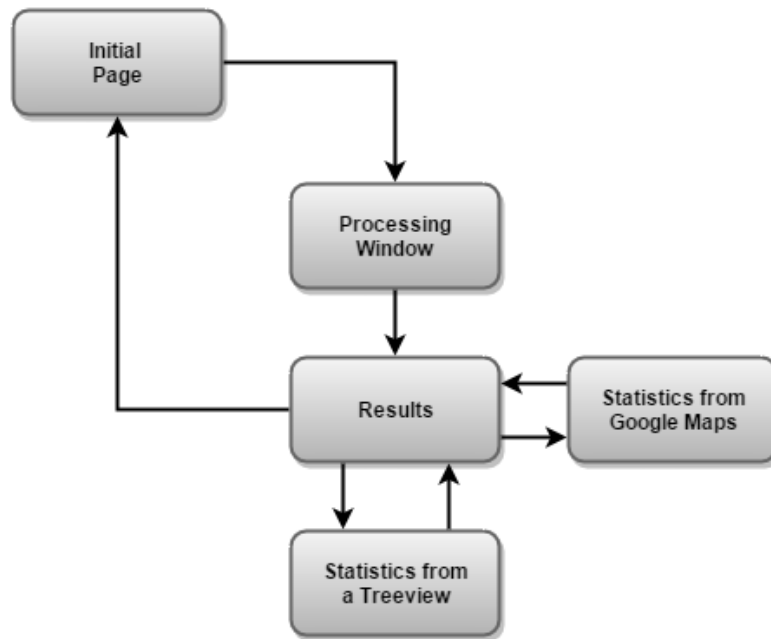 Initial
Page
Processing
Window
Results
Statistics from
Google Maps
Statistics from
a Treeview